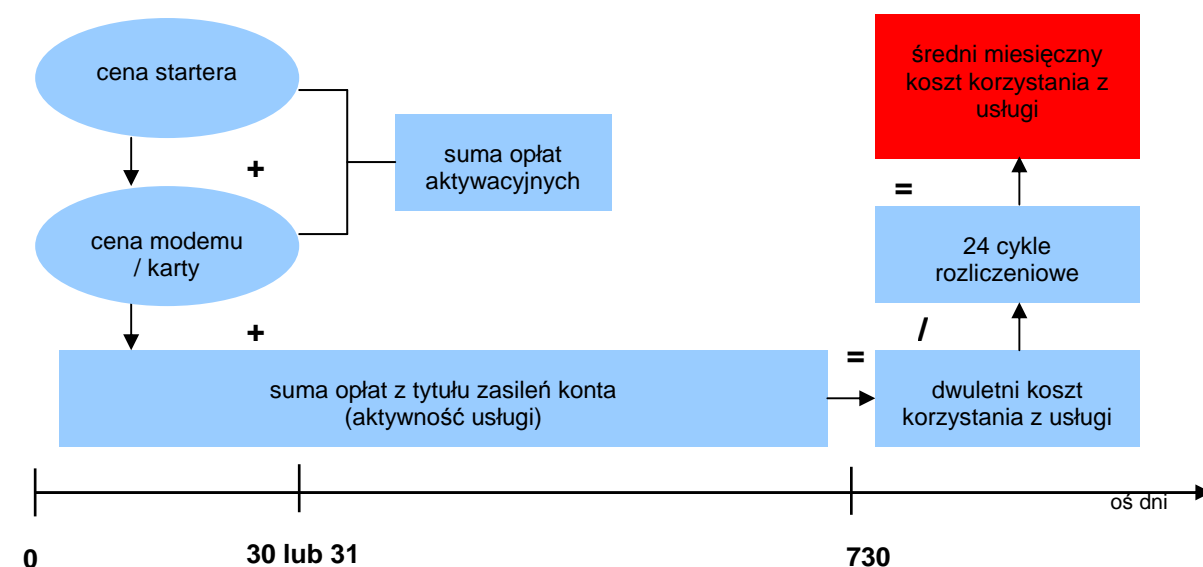 cena startera
+
suma opłat
aktywacyjnych
cena modemu
/ karty
+
suma opłat z tytułu zasileń konta
(aktywność usługi)
=
dwuletni koszt
korzystania z usługi
/
24 cykle
rozliczeniowe
=
średni miesięczny
koszt korzystania z
usługi
oś dni
0
30 lub 31
730